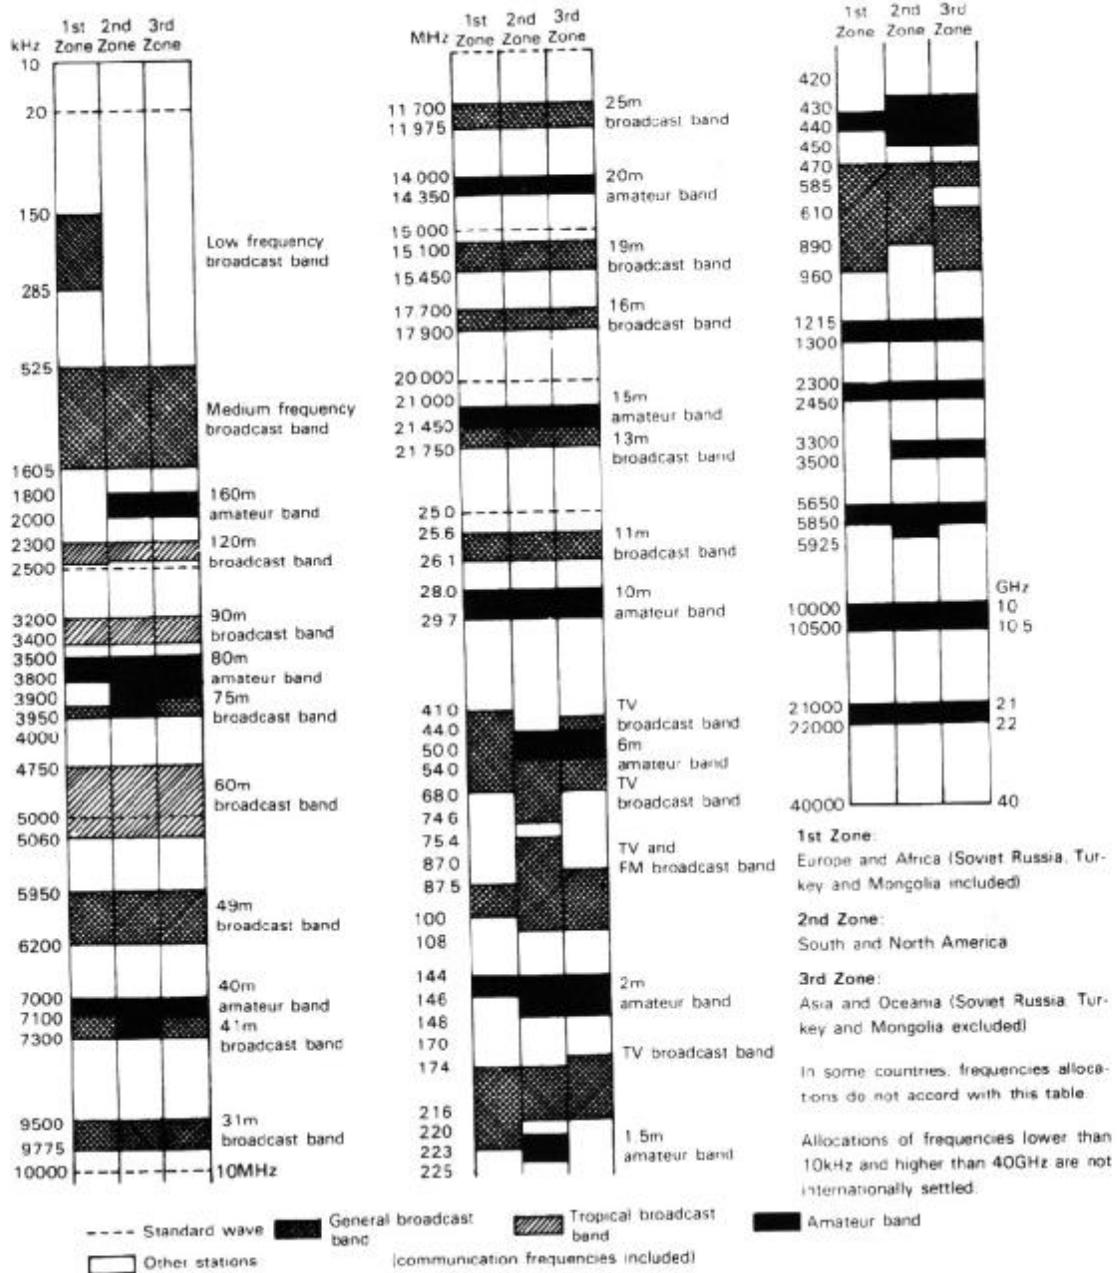 kHz
1st 2nd 3rd
Zone Zone Zone
10
20
150
Low frequency
broadcast band
285
525
Medium frequency
broadcast band
1605
1800
160m
2000
amateur band
2300
120m
2500
broadcast band
3200
90m
3400
broadcast band
3500
80m
3800
amateur band
3900
75m
3950
broadcast band
4000
4750
60m
broadcast band
5000
5060
5950
49m
broadcast band
6200
40m
7000
amateur band
7100
41m
7300
broadcast band
9500
31m
9775
broadcast band
10000
10MHz
MHz
1st 2nd 3rd
Zone Zone Zone
11 700
25m
11 975
broadcast band
14 000
20m
14 350
amateur band
15 000
15 100
19m
15 450
broadcast band
17 700
16m
17 900
broadcast band
20 000
21 000
15m
21 450
amateur band
21 750
13m
broadcast band
25.0
25.6
11m
26.1
broadcast band
28.0
10m
29.7
amateur band
41.0
TV
44.0
broadcast band
50.0
6m
54.0
amateur band
68.0
TV
broadcast band
74.6
75.4
TV and
87.0
FM broadcast band
87.5
100
108
144
2m
146
amateur band
148
170
TV broadcast band
174
216
220
1.5m
223
amateur band
225
1st 2nd 3rd
Zone Zone Zone
420
430
440
450
470
585
610
890
960
1215
1300
2300
2450
3300
3500
5650
5850
5925
GHz
10000 10
10500 10.5
21000 21
22000 22
40000 40
1st Zone:
Europe and Africa (Soviet Russia, Tur-
key and Mongolia included)
2nd Zone:
South and North America
3rd Zone:
Asia and Oceania (Soviet Russia, Tur-
key and Mongolia excluded)
In some countries, frequencies alloca-
tions do not accord with this table.
Allocations of frequencies lower than
10kHz and higher than 40GHz are not
internationally settled.
Standard wave
General broadcast
band
Tropical broadcast
band
Amateur band
Other stations
(communication frequencies included)